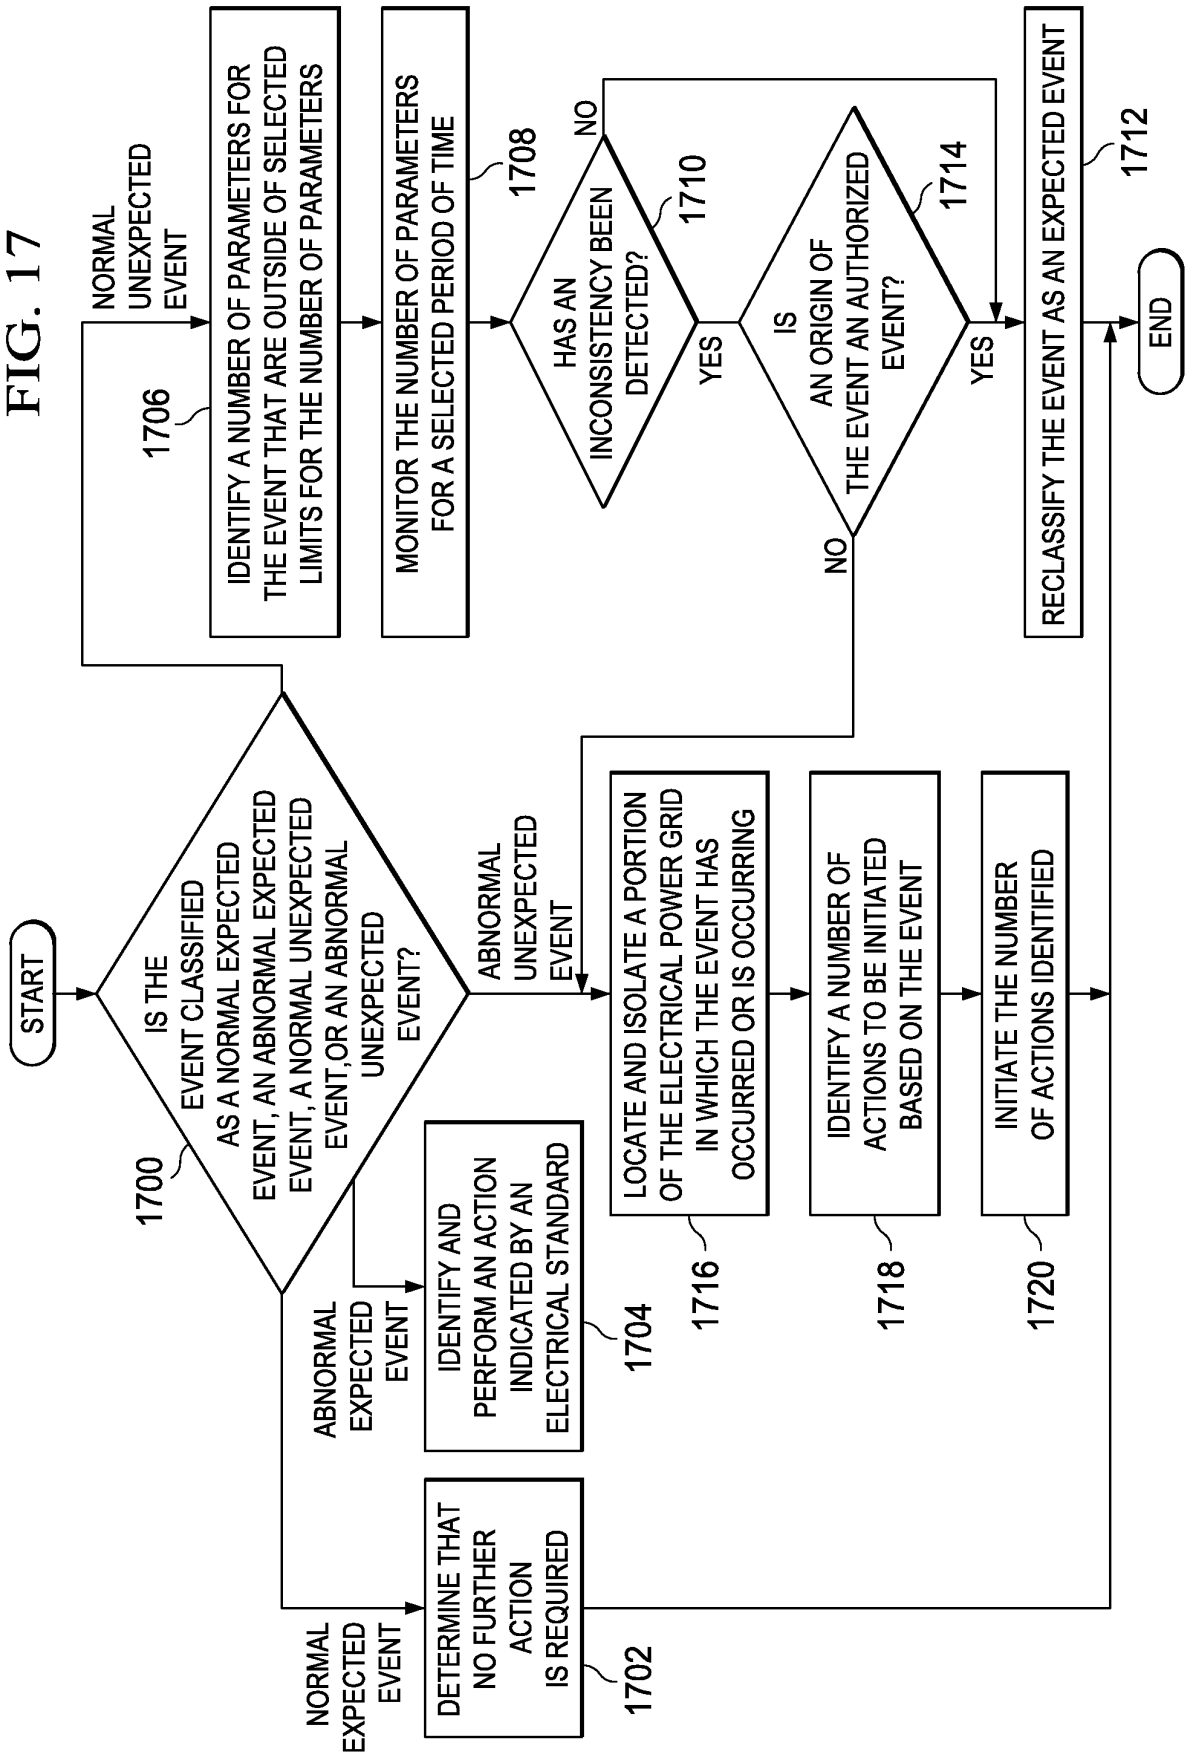 FIG. 17
START
1700
IS THE
EVENT CLASSIFIED
AS A NORMAL EXPECTED
EVENT, AN ABNORMAL EXPECTED
EVENT, A NORMAL UNEXPECTED
EVENT, OR AN ABNORMAL
UNEXPECTED
EVENT?
NORMAL
EXPECTED
EVENT
DETERMINE THAT
NO FURTHER
ACTION
IS REQUIRED
1702
ABNORMAL
EXPECTED
EVENT
IDENTIFY AND
PERFORM AN ACTION
INDICATED BY AN
ELECTRICAL STANDARD
1704
ABNORMAL
UNEXPECTED
EVENT
LOCATE AND ISOLATE A PORTION
OF THE ELECTRICAL POWER GRID
IN WHICH THE EVENT HAS
OCCURRED OR IS OCCURRING
1716
IDENTIFY A NUMBER OF
ACTIONS TO BE INITIATED
BASED ON THE EVENT
1718
INITIATE THE NUMBER
OF ACTIONS IDENTIFIED
1720
NORMAL
UNEXPECTED
EVENT
1706
IDENTIFY A NUMBER OF PARAMETERS FOR
THE EVENT THAT ARE OUTSIDE OF SELECTED
LIMITS FOR THE NUMBER OF PARAMETERS
MONITOR THE NUMBER OF PARAMETERS
FOR A SELECTED PERIOD OF TIME
1708
HAS AN
INCONSISTENCY BEEN
DETECTED?
NO
1710
YES
IS
AN ORIGIN OF
THE EVENT AN AUTHORIZED
EVENT?
NO
1714
YES
RECLASSIFY THE EVENT AS AN EXPECTED EVENT
1712
END